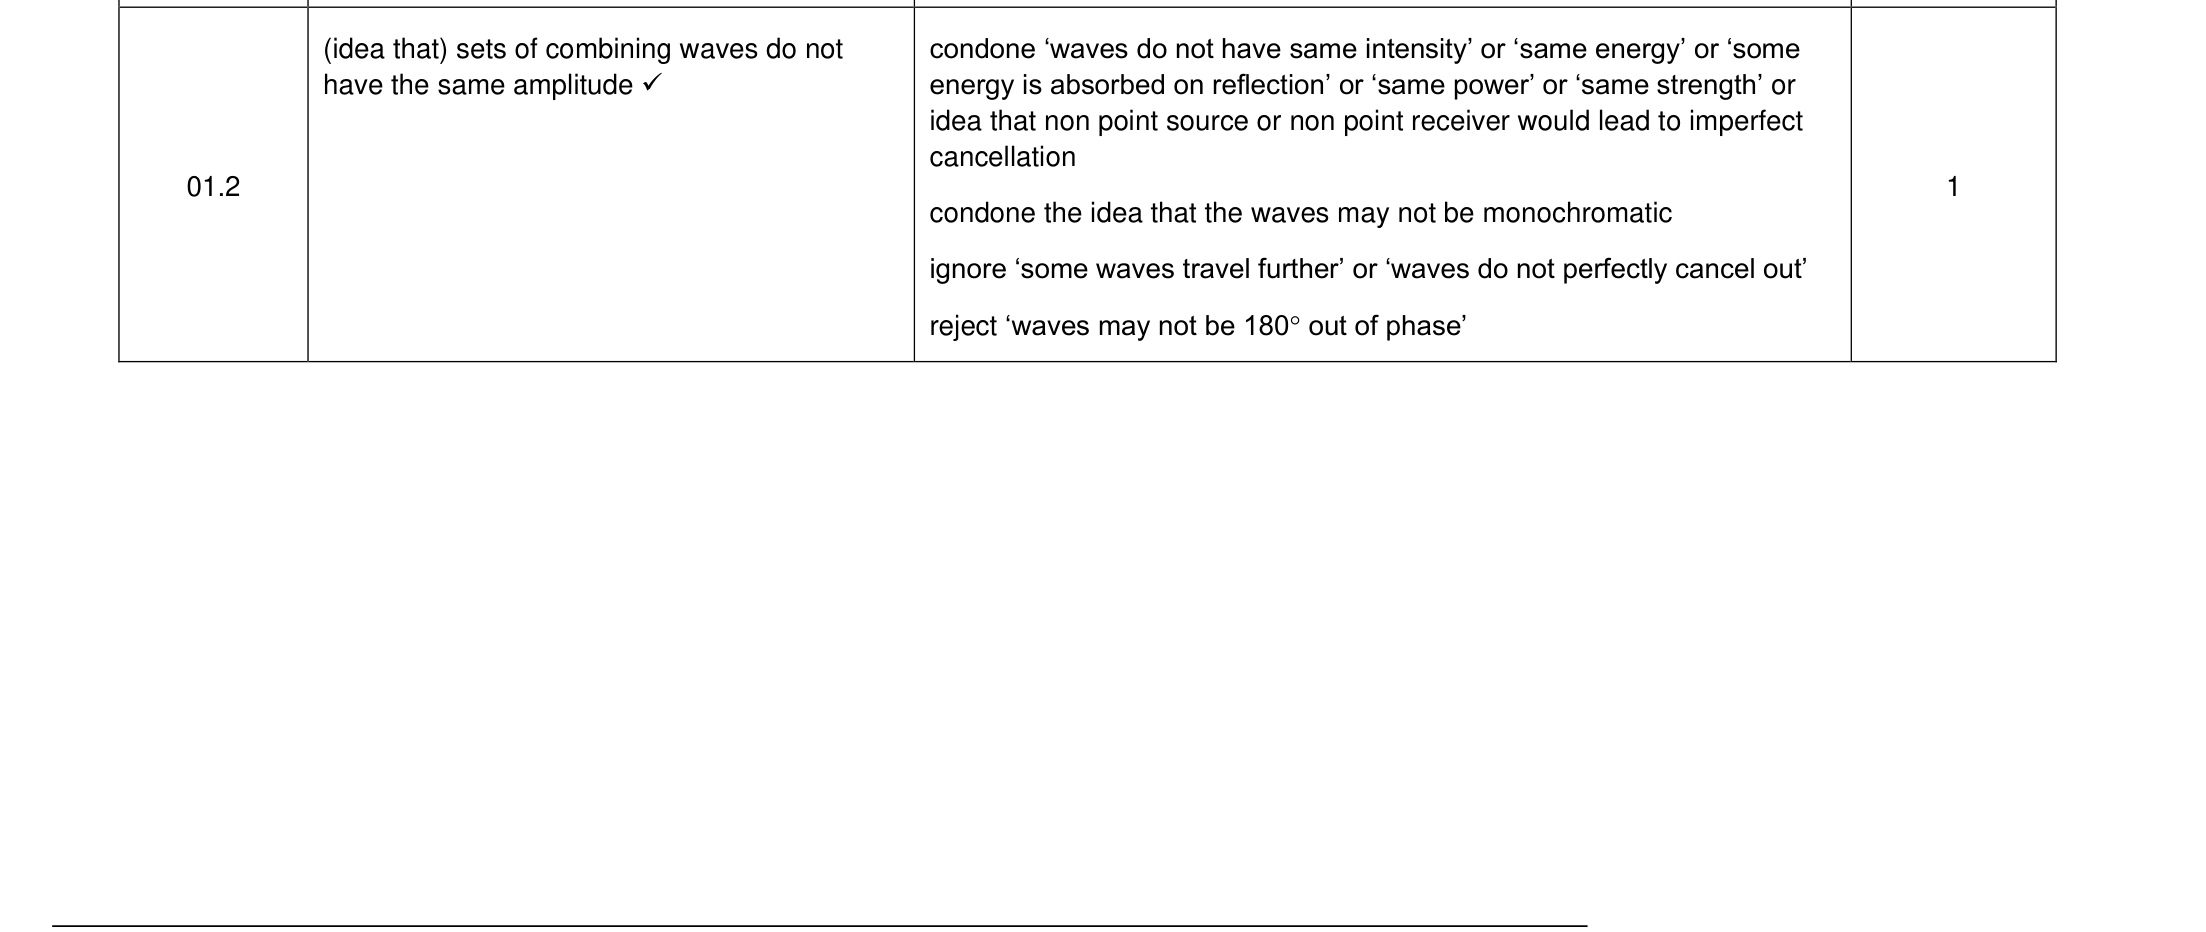 01.2
(idea that) sets of combining waves do not
have the same amplitude ✓
condone ‘waves do not have same intensity’ or ‘same energy’ or ‘some
energy is absorbed on reflection’ or ‘same power’ or ‘same strength’ or
idea that non point source or non point receiver would lead to imperfect
cancellation
condone the idea that the waves may not be monochromatic
ignore ‘some waves travel further’ or ‘waves do not perfectly cancel out’
reject ‘waves may not be 180° out of phase’
1